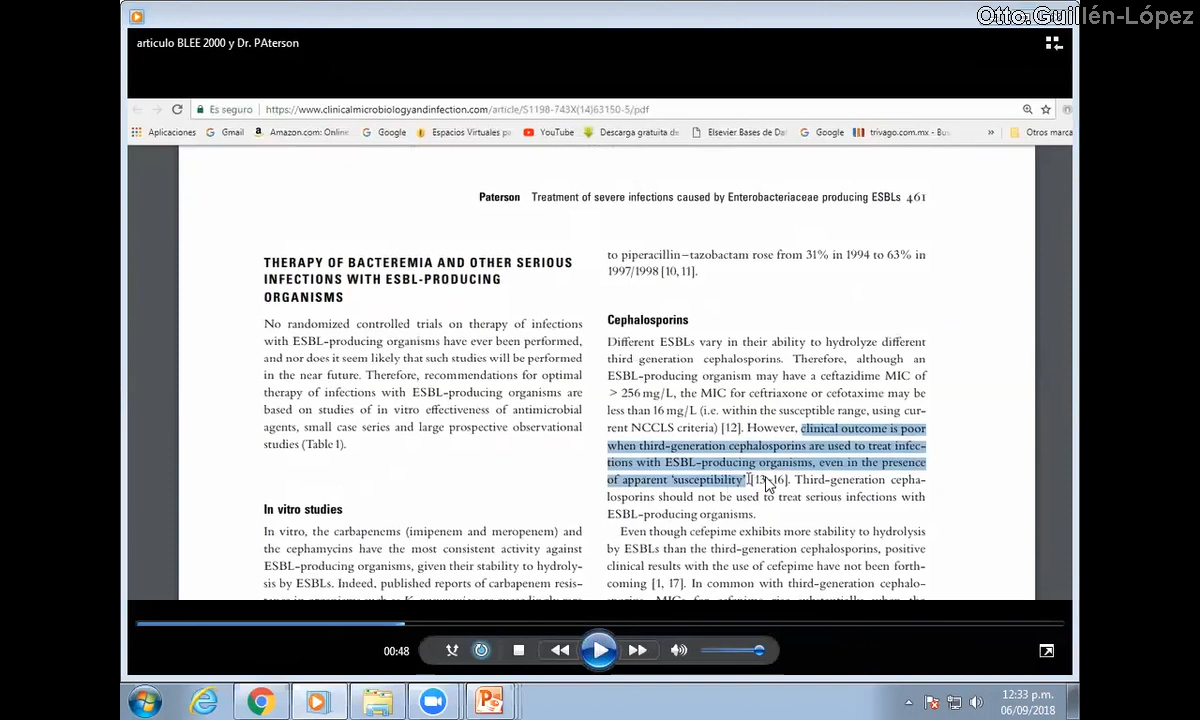 Otto.Guillén-López
articulo BLEE 2000 y Dr. PAterson
Es seguro https://www.clinicalmicrobiologyandinfection.com/article/S1198-743X(14)63150-5/pdf
Aplicaciones Gmail Amazon.com: Online Google Espacios Virtuales pa YouTube Descarga gratuita de Elsevier Bases de Dat Google trivago.com.mx - Bus » Otros marca
Paterson Treatment of severe infections caused by Enterobacteriaceae producing ESBLs 461
THERAPY OF BACTEREMIA AND OTHER SERIOUS
INFECTIONS WITH ESBL-PRODUCING
ORGANISMS
No randomized controlled trials on therapy of infections
with ESBL-producing organisms have ever been performed,
and nor does it seem likely that such studies will be performed
in the near future. Therefore, recommendations for optimal
therapy of infections with ESBL-producing organisms are
based on studies of in vitro effectiveness of antimicrobial
agents, small case series and large prospective observational
studies (Table 1).
In vitro studies
In vitro, the carbapenems (imipenem and meropenem) and
the cephamycins have the most consistent activity against
ESBL-producing organisms, given their stability to hydroly-
sis by ESBLs. Indeed, published reports of carbapenem resis-
to piperacillin–tazobactam rose from 31% in 1994 to 63% in
1997/1998 [10,11].
Cephalosporins
Different ESBLs vary in their ability to hydrolyze different
third generation cephalosporins. Therefore, although an
ESBL-producing organism may have a ceftazidime MIC of
> 256 mg/L, the MIC for ceftriaxone or cefotaxime may be
less than 16 mg/L (i.e. within the susceptible range, using cur-
rent NCCLS criteria) [12]. However, clinical outcome is poor
when third-generation cephalosporins are used to treat infec-
tions with ESBL-producing organisms, even in the presence
of apparent ‘susceptibility’ [13–16]. Third-generation cepha-
losporins should not be used to treat serious infections with
ESBL-producing organisms.
Even though cefepime exhibits more stability to hydrolysis
by ESBLs than the third-generation cephalosporins, positive
clinical results with the use of cefepime have not been forth-
coming [1, 17]. In common with third-generation cephalo-
00:48
12:33 p.m.
06/09/2018